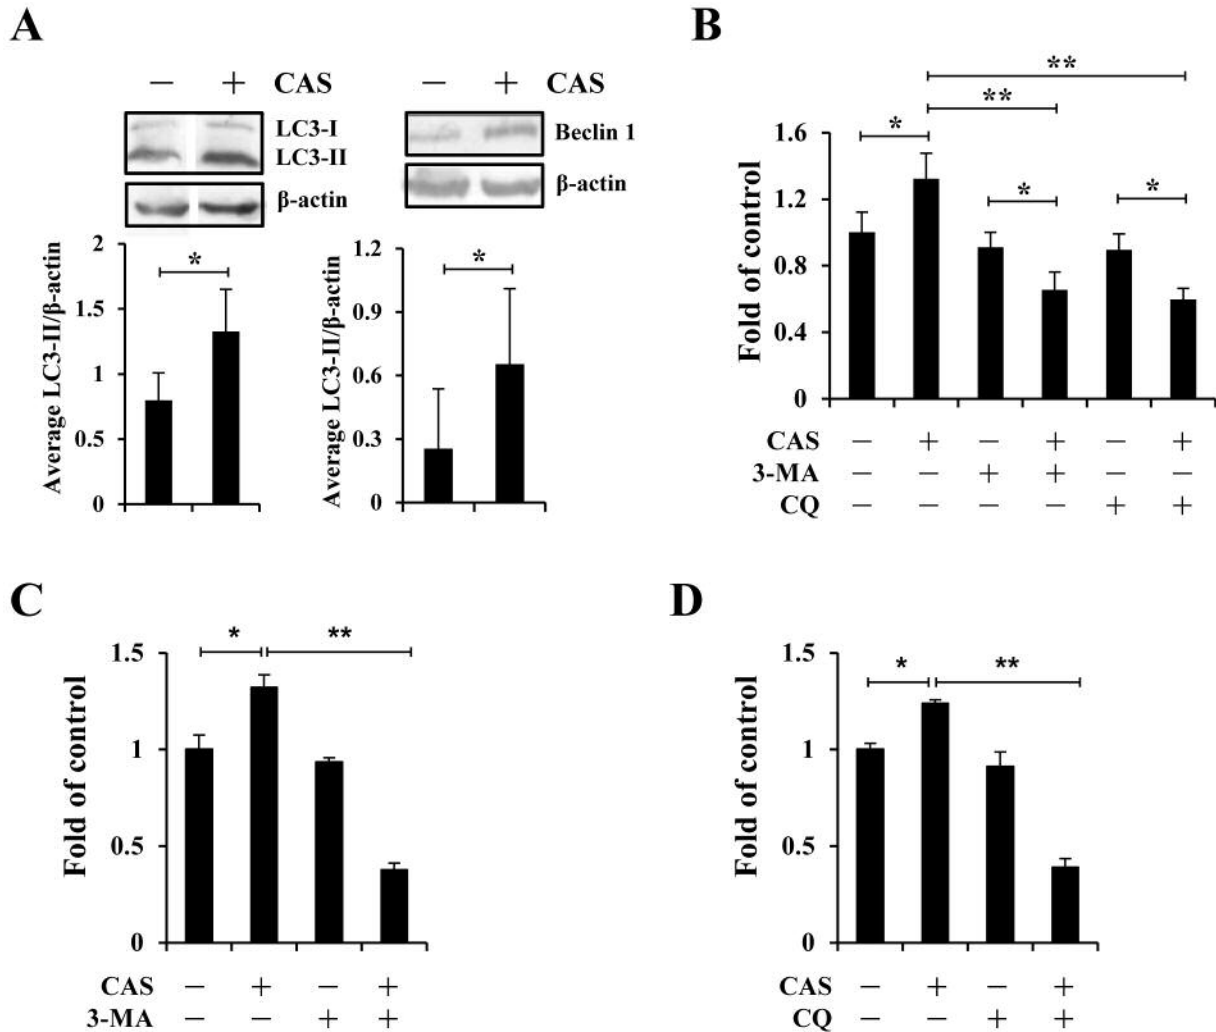 A
− + CAS
LC3-I
LC3-II
β-actin
− + CAS
Beclin 1
β-actin
Average LC3-II/β-actin
2
1.5
1
0.5
0
*
Average LC3-II/β-actin
1.2
0.9
0.6
0.3
0
*
B
**
**
*
*
*
Fold of control
1.6
1.2
0.8
0.4
0
CAS − + − + − +
3-MA − − + + − −
CQ − − − − + +
C
* **
Fold of control
1.5
1
0.5
0
CAS − + − +
3-MA − − + +
D
* **
Fold of control
1.5
1
0.5
0
CAS − + − +
CQ − − + +